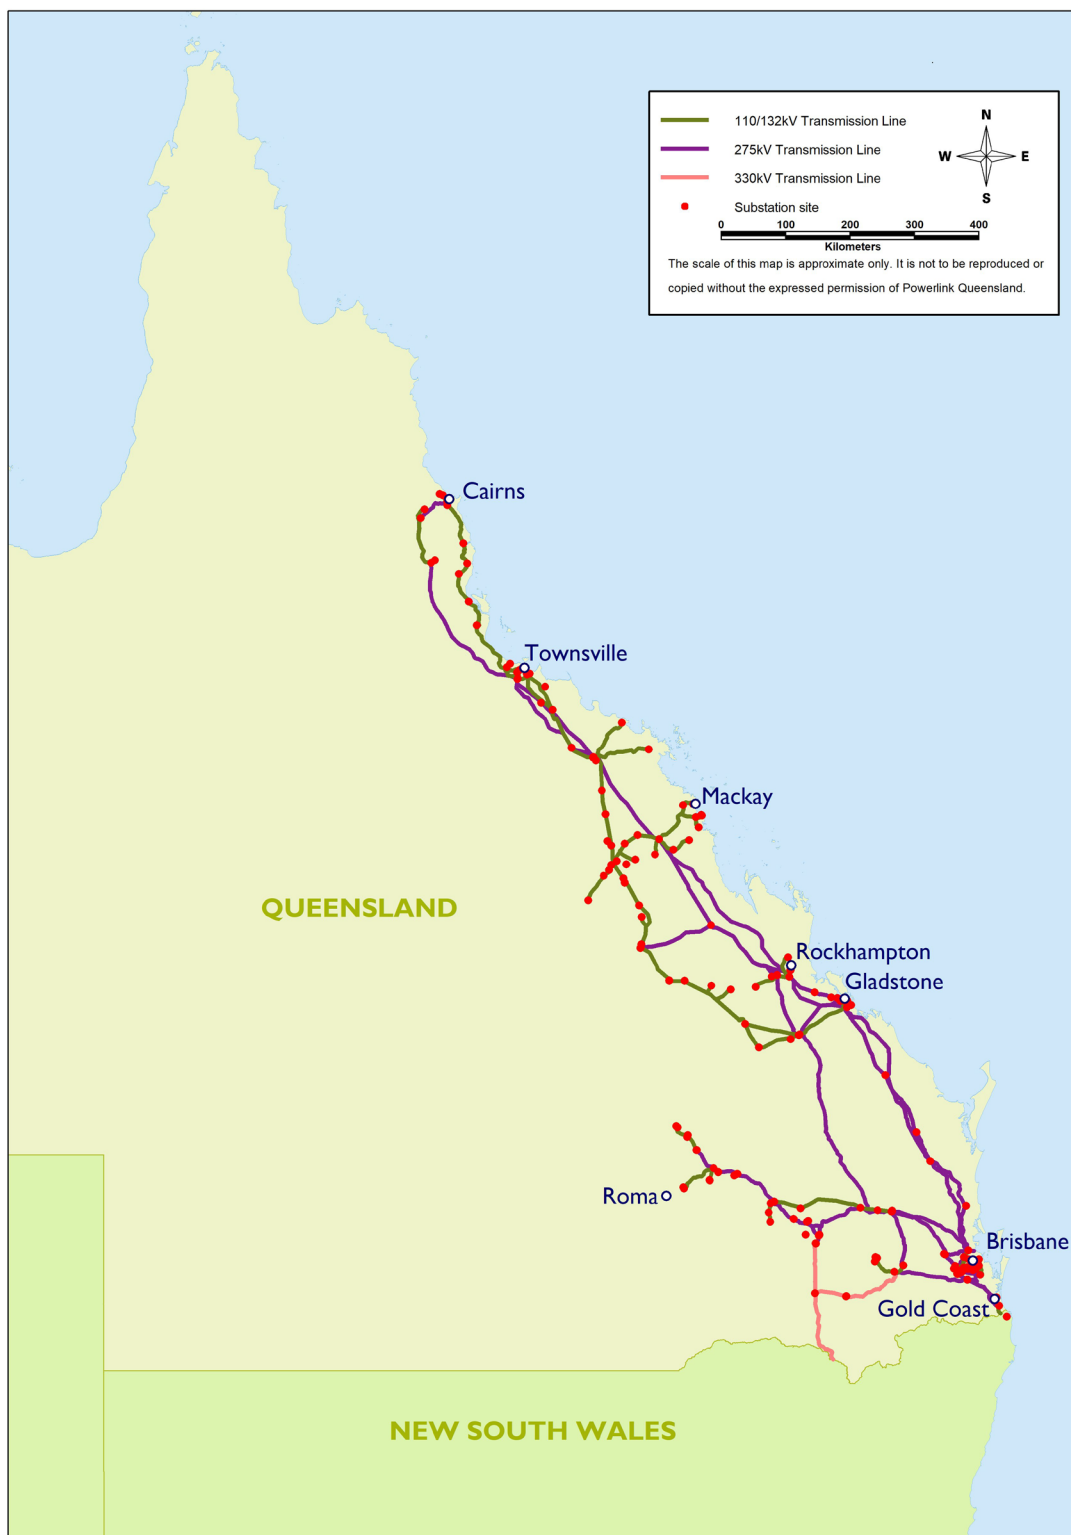 110/132kV Transmission Line
275kV Transmission Line
330kV Transmission Line
Substation site
N
W E
S
0 100 200 300 400
Kilometers
The scale of this map is approximate only. It is not to be reproduced or
copied without the expressed permission of Powerlink Queensland.
Cairns
Townsville
Mackay
QUEENSLAND
Rockhampton
Gladstone
Roma
Brisbane
Gold Coast
NEW SOUTH WALES